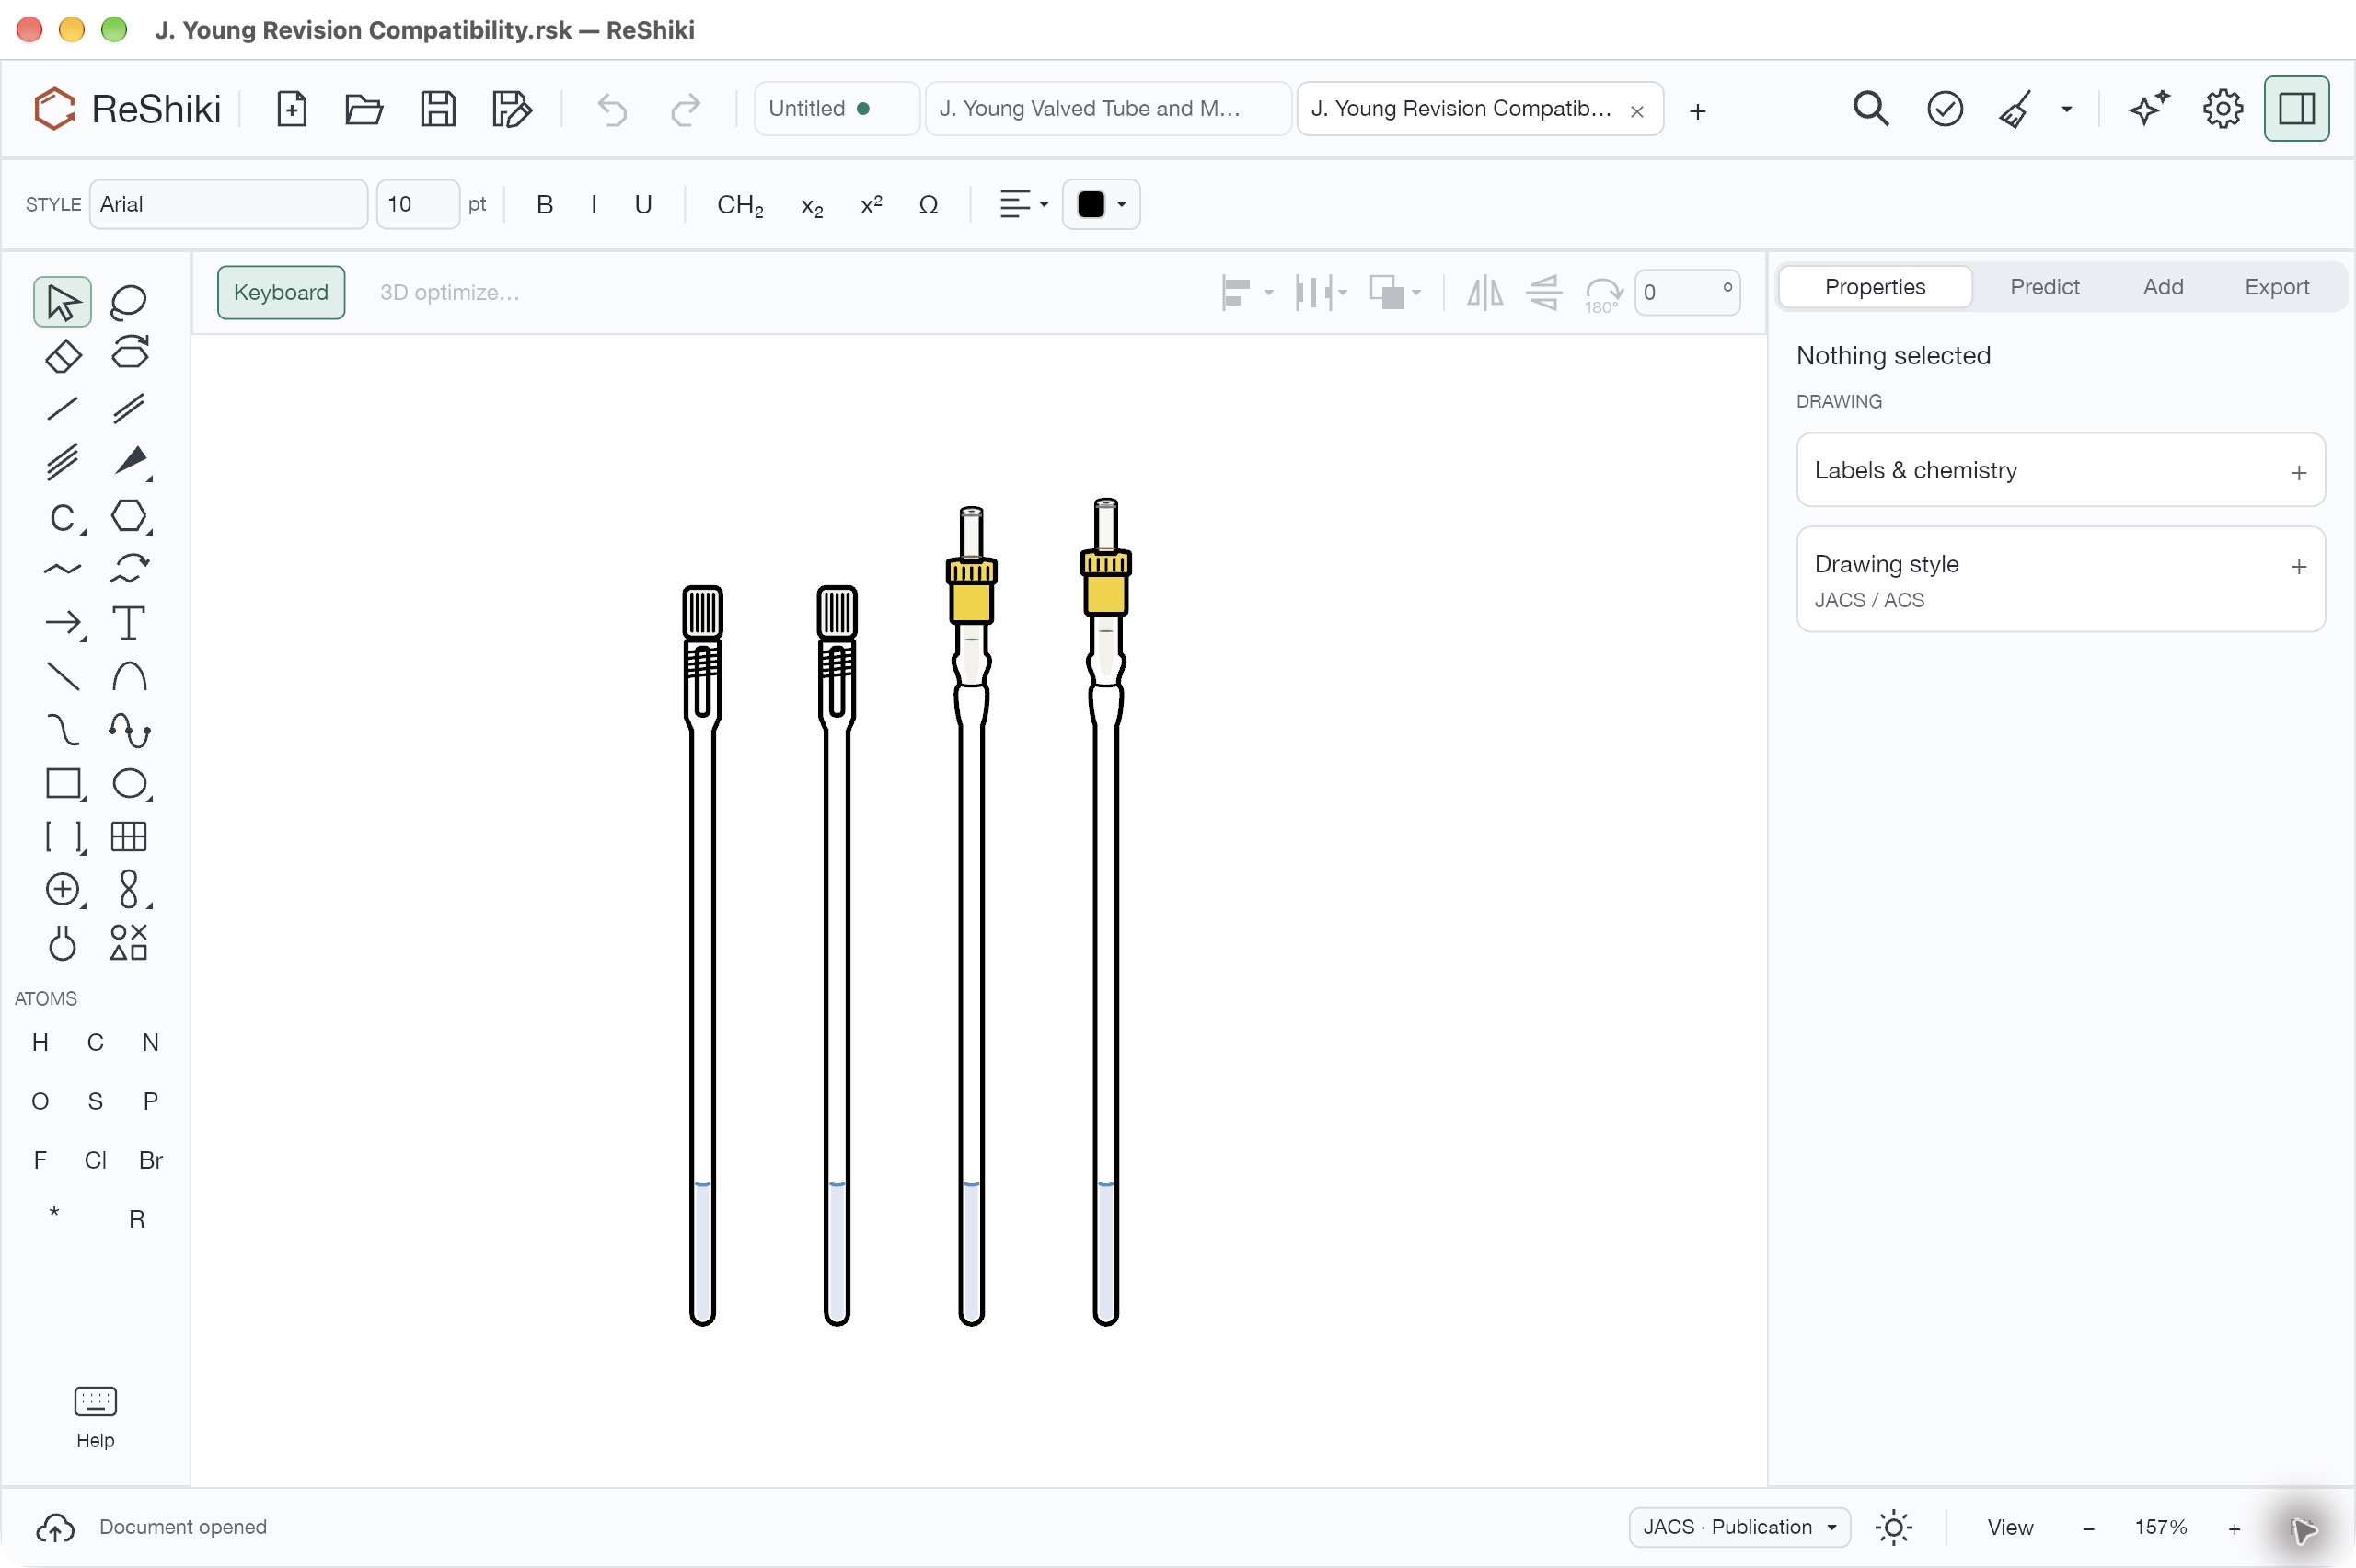 J. Young Revision Compatibility.rsk — ReShiki
ReShiki
Untitled
J. Young Valved Tube and M...
J. Young Revision Compatib...
STYLE
Arial
10
pt
B
I
U
CH₂
x₂
x²
Ω
Keyboard
3D optimize...
180°
0
°
Properties
Predict
Add
Export
Nothing selected
DRAWING
Labels & chemistry
Drawing style
JACS / ACS
C
T
ATOMS
H C N
O S P
F Cl Br
* R
Help
Document opened
JACS · Publication
View
157%